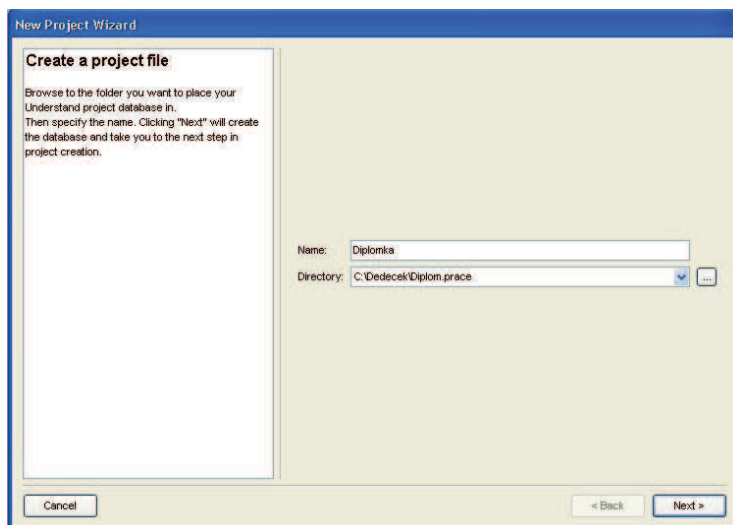 New Project Wizard
Create a project file
Browse to the folder you want to place your
Understand project database in.
Then specify the name. Clicking "Next" will create
the database and take you to the next step in
project creation.
Name: Diplomka
Directory: C:\Dedecek\Diplom.prace ...
Cancel < Back Next >